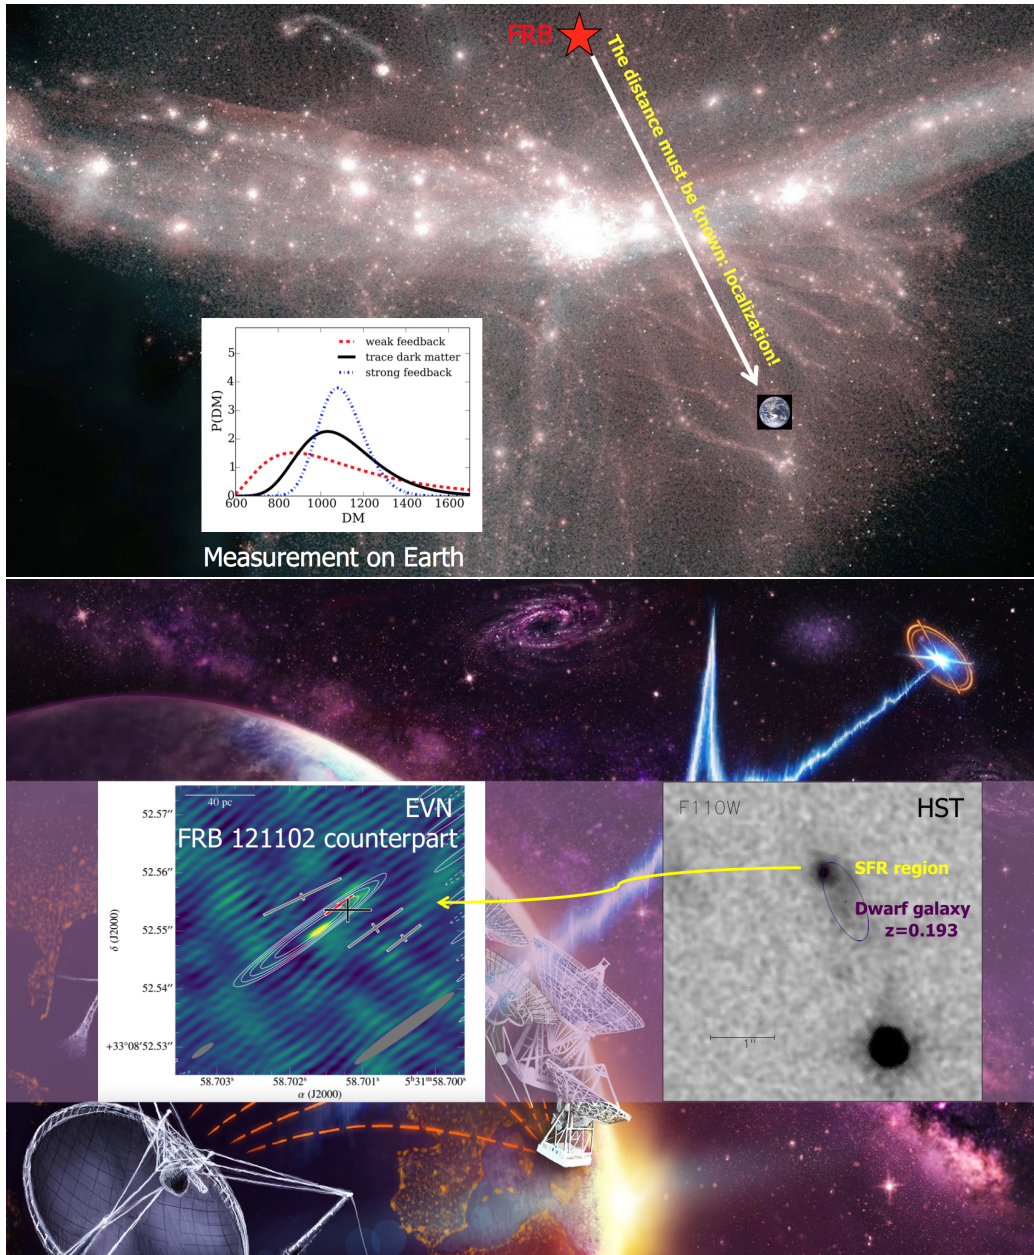 FRB
The distance must be known: localization!
weak feedback
trace dark matter
strong feedback
P(DM)
5
4
3
2
1
0
600 800 1000 1200 1400 1600
DM
Measurement on Earth
40 pc
EVN
FRB 121102 counterpart
52.57″
52.56″
52.55″
52.54″
+33°08′52.53″
δ (J2000)
58.703ˢ 58.702ˢ 58.701ˢ 5ʰ31ᵐ58.700ˢ
α (J2000)
F110W
HST
SFR region
Dwarf galaxy
z=0.193
1"